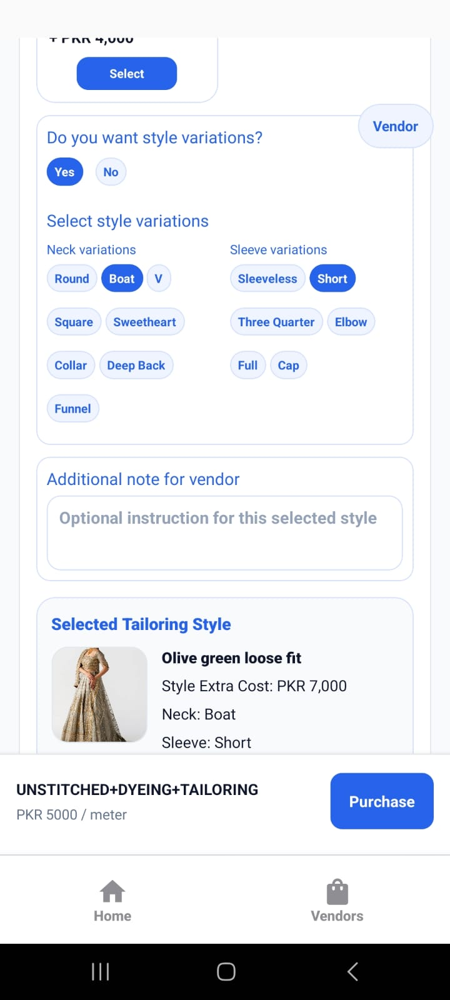 + PKR 4,000
Select
Vendor
Do you want style variations?
Yes No
Select style variations
Neck variations
Round Boat V
Square Sweetheart
Collar Deep Back
Funnel
Sleeve variations
Sleeveless Short
Three Quarter Elbow
Full Cap
Additional note for vendor
Optional instruction for this selected style
Selected Tailoring Style
Olive green loose fit
Style Extra Cost: PKR 7,000
Neck: Boat
Sleeve: Short
UNSTITCHED+DYEING+TAILORING
PKR 5000 / meter
Purchase
Home
Vendors